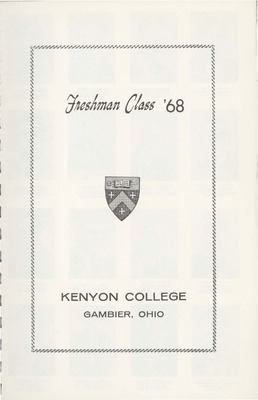 Freshman Class '68
KENYON COLLEGE
GAMBIER, OHIO